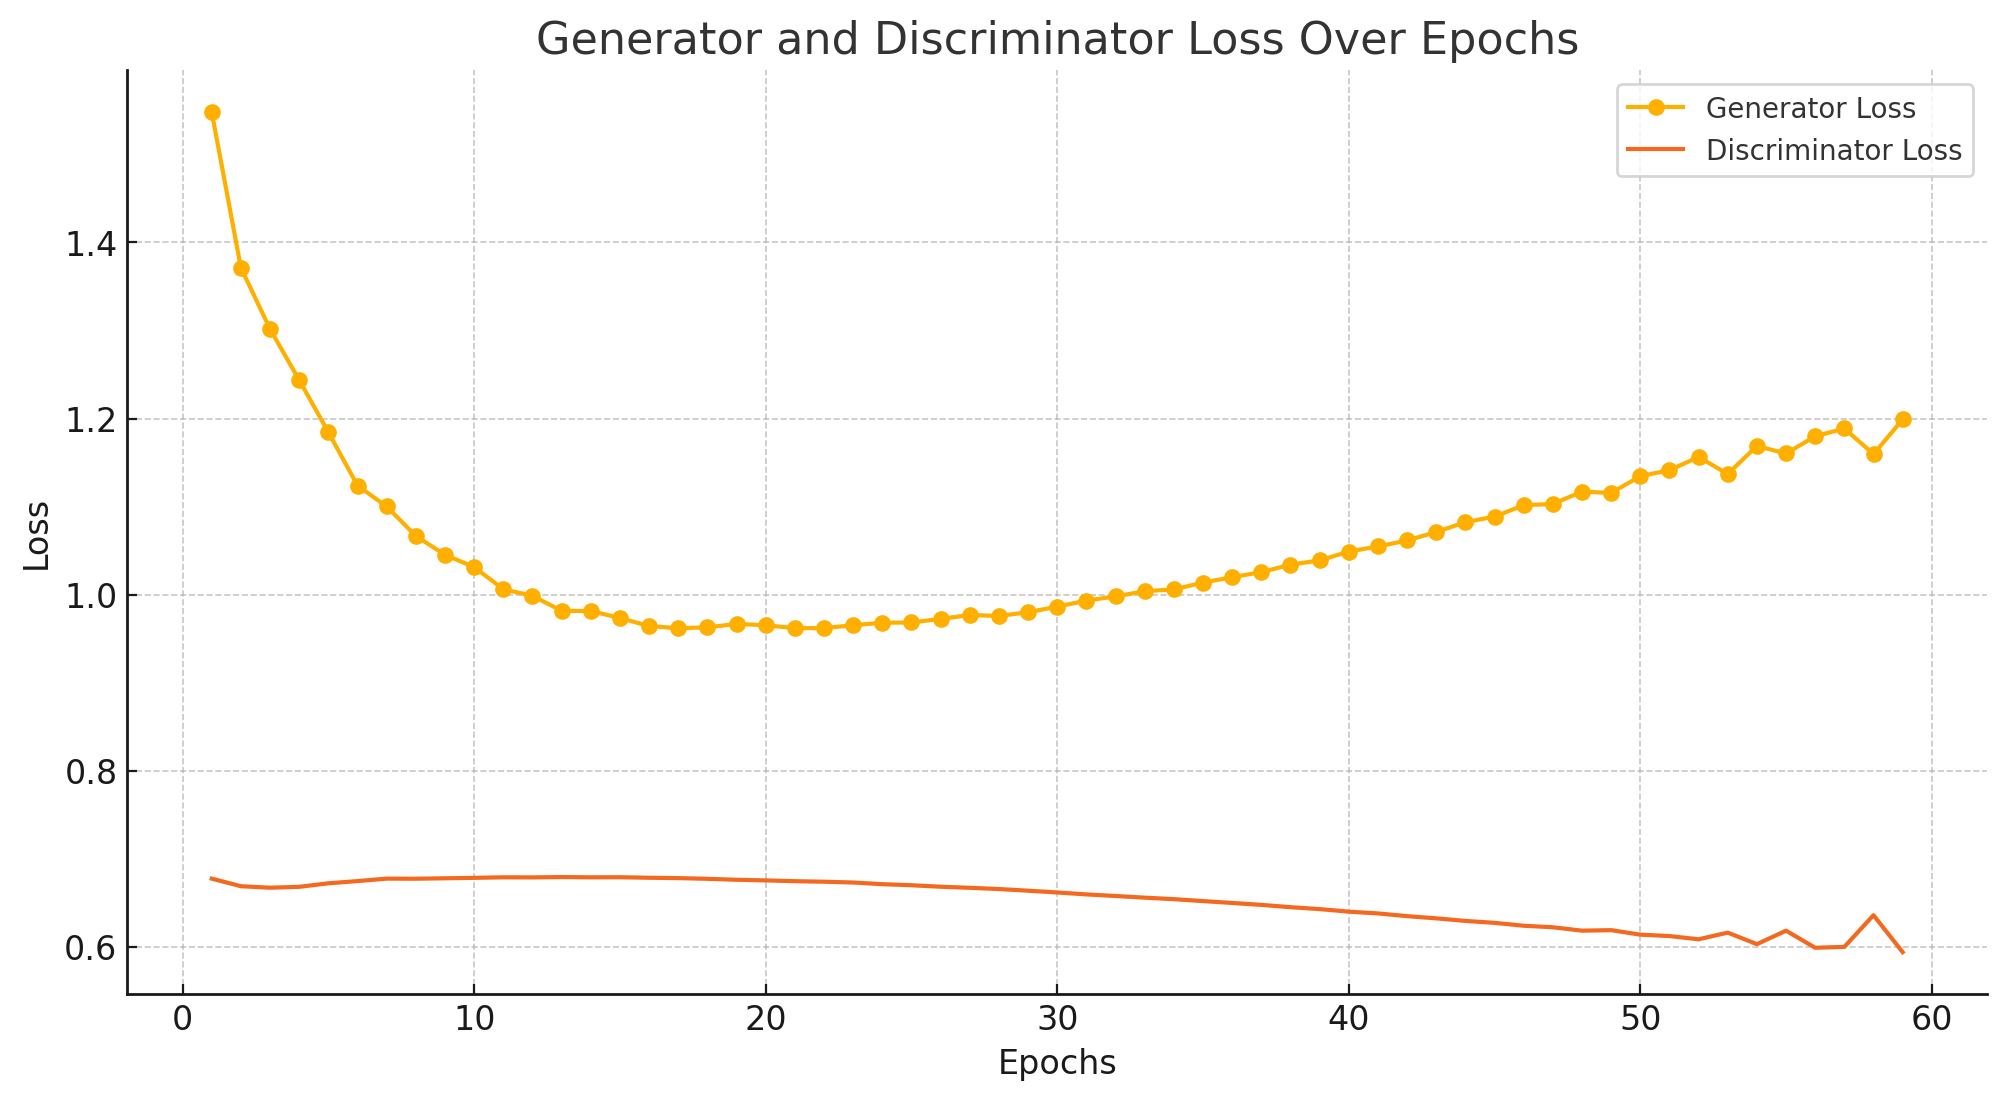 Generator and Discriminator Loss Over Epochs
Generator Loss
Discriminator Loss
1.4
1.2
1.0
0.8
0.6
Loss
0 10 20 30 40 50 60
Epochs